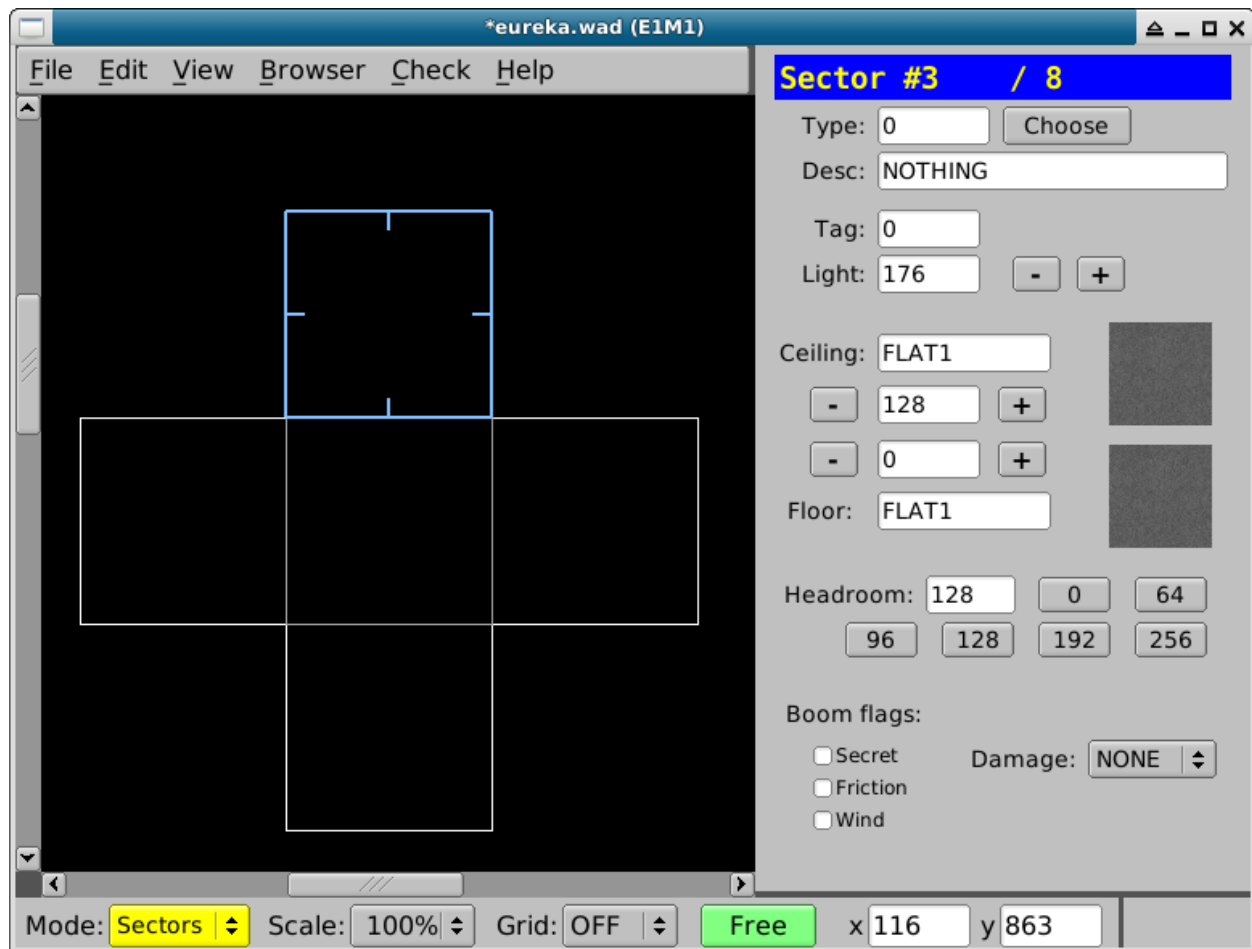 *eureka.wad (E1M1)
File Edit View Browser Check Help
Sector #3 / 8
Type: 0 Choose
Desc: NOTHING
Tag: 0
Light: 176 - +
Ceiling: FLAT1
- 128 +
- 0 +
Floor: FLAT1
Headroom: 128 0 64
96 128 192 256
Boom flags:
Secret Damage: NONE
Friction
Wind
Mode: Sectors Scale: 100% Grid: OFF Free x 116 y 863